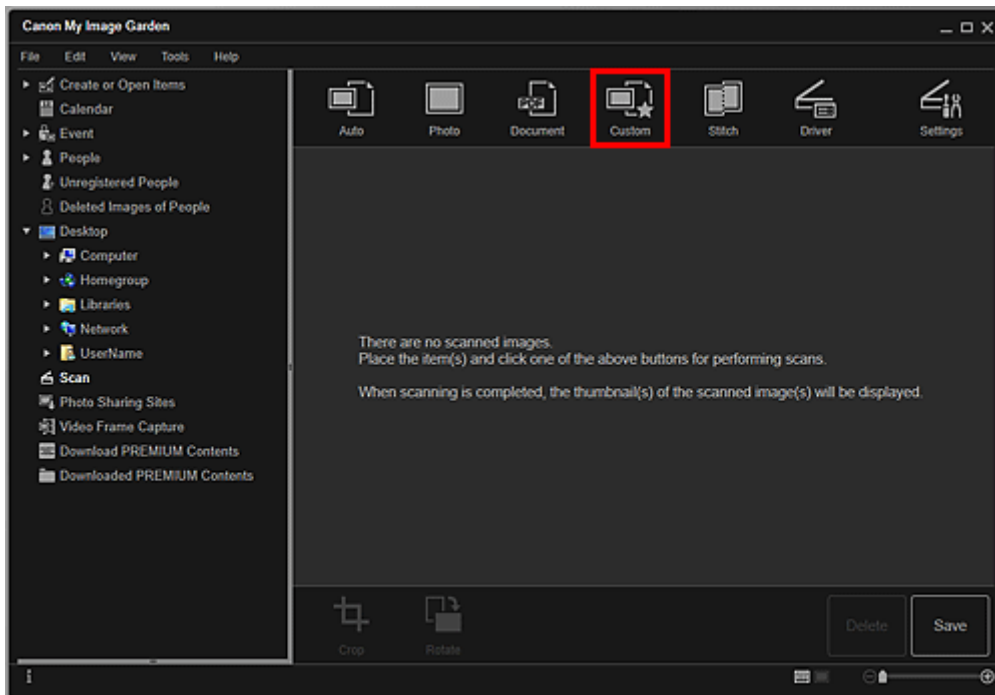 Canon My Image Garden
File Edit View Tools Help
Create or Open Items
Calendar
Event
People
Unregistered People
Deleted Images of People
Desktop
Computer
Homegroup
Libraries
Network
UserName
Scan
Photo Sharing Sites
Video Frame Capture
Download PREMIUM Contents
Downloaded PREMIUM Contents
Auto Photo PDF Document Custom Stitch Driver Settings
There are no scanned images.
Place the item(s) and click one of the above buttons for performing scans.
When scanning is completed, the thumbnail(s) of the scanned image(s) will be displayed.
Crop Rotate Delete Save